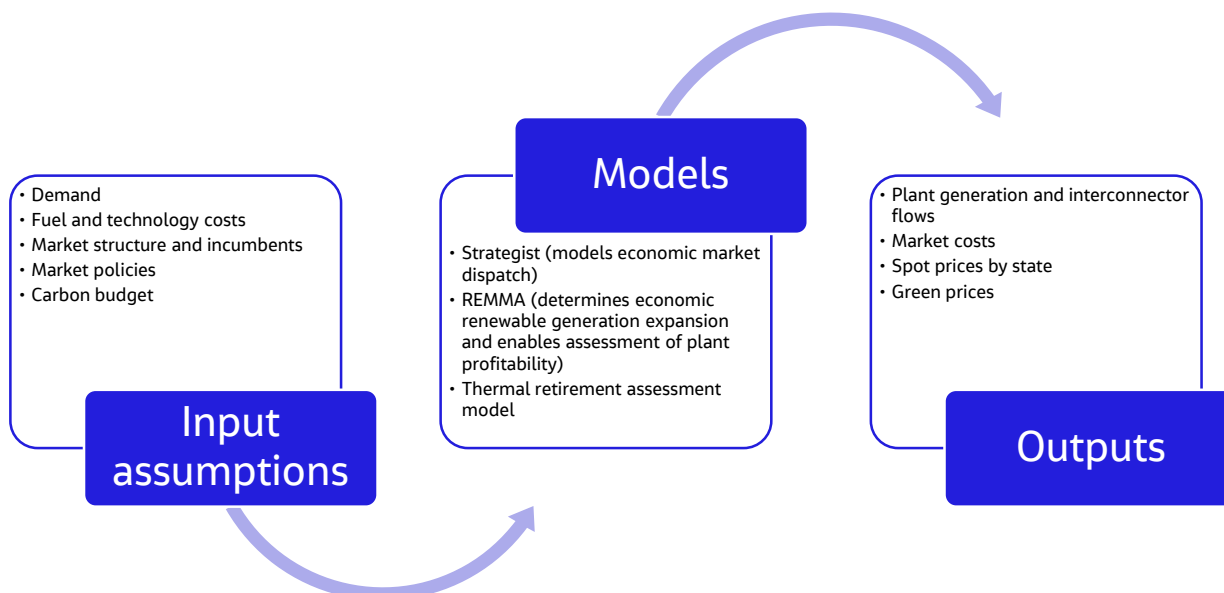 • Demand
• Fuel and technology costs
• Market structure and incumbents
• Market policies
• Carbon budget
Input
assumptions
Models
• Strategist (models economic market
dispatch)
• REMMA (determines economic
renewable generation expansion
and enables assessment of plant
profitability)
• Thermal retirement assessment
model
• Plant generation and interconnector
flows
• Market costs
• Spot prices by state
• Green prices
Outputs